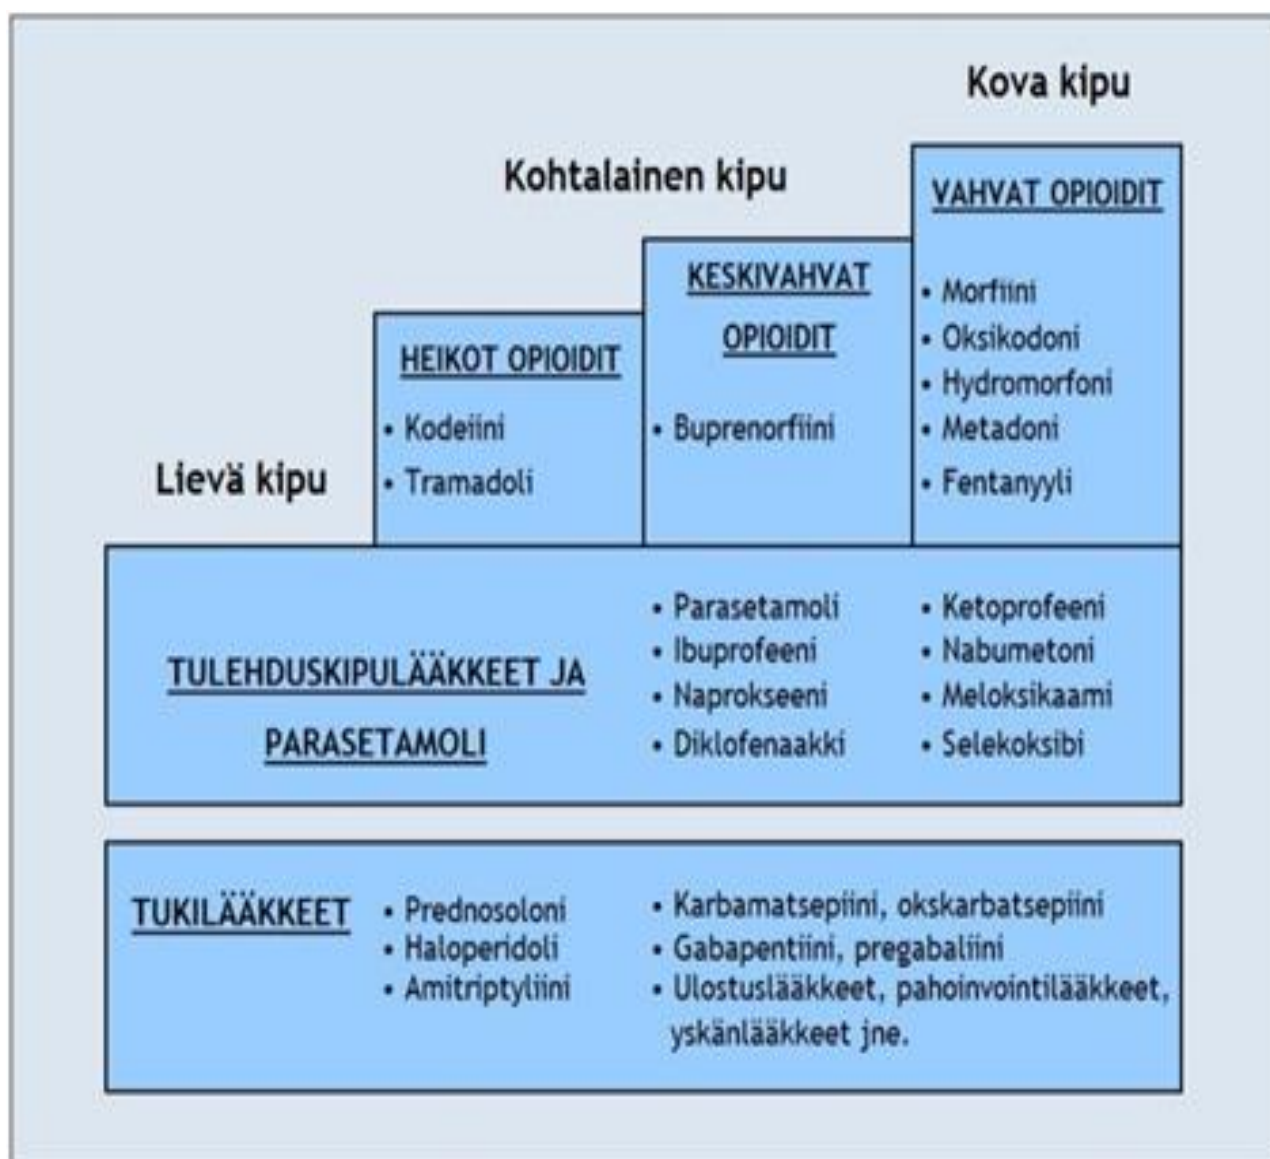 Kova kipu
Kohtalainen kipu
Lievä kipu
VAHVAT OPIOIDIT
• Morfiini
• Oksikodoni
• Hydromorfoni
• Metadoni
• Fentanyyli
KESKIVAHVAT
OPIOIDIT
• Buprenorfiini
HEIKOT OPIOIDIT
• Kodeiini
• Tramadoli
TULEHDUSKIPULÄÄKKEET JA
PARASETAMOLI
• Parasetamoli
• Ibuprofeeni
• Naprokseeni
• Diklofenaakki
• Ketoprofeeni
• Nabumetoni
• Meloksikaami
• Selekoksibi
TUKILÄÄKKEET
• Prednosoloni
• Haloperidoli
• Amitriptyliini
• Karbamatsepiini, okskarbatsepiini
• Gabapentiini, pregabaliini
• Ulostuslääkkeet, pahoinvointilääkkeet,
yskänlääkkeet jne.